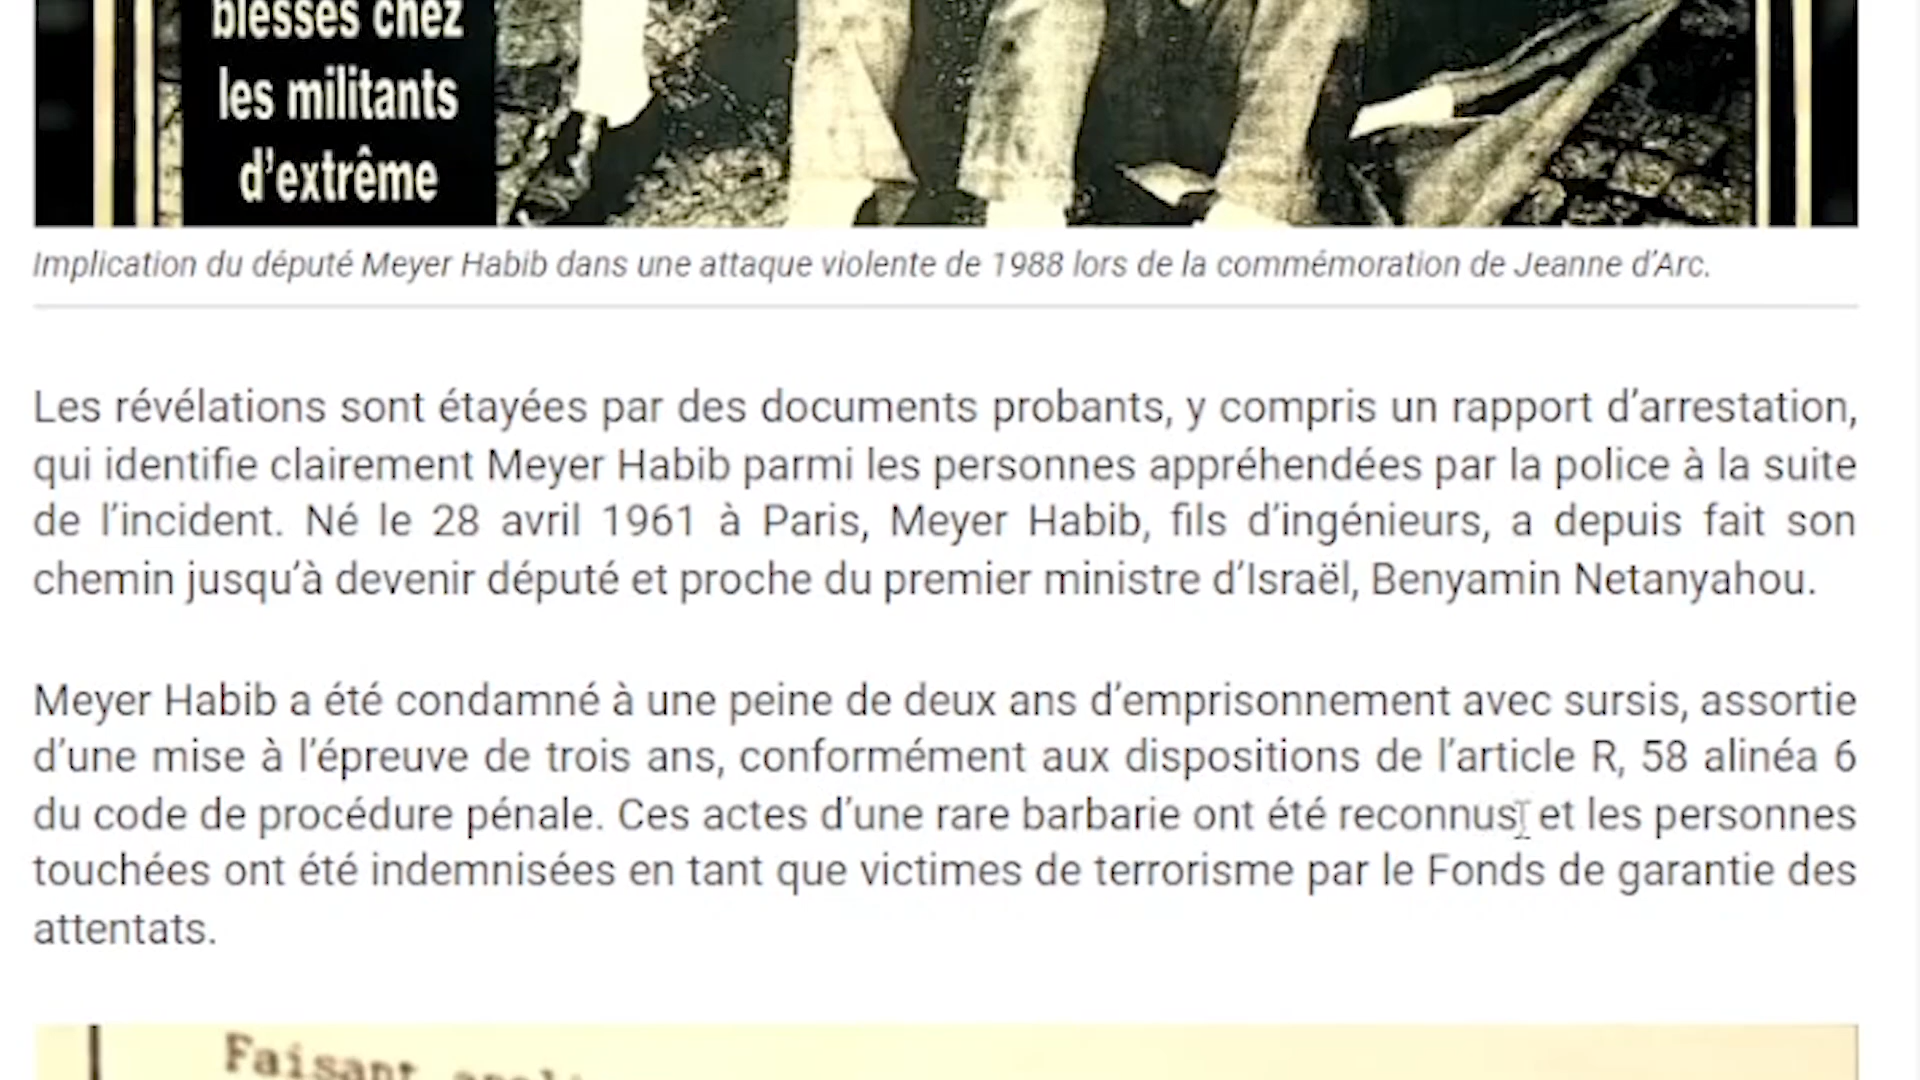 blessés chez
les militants
d'extrême
Implication du député Meyer Habib dans une attaque violente de 1988 lors de la commémoration de Jeanne d'Arc.
Les révélations sont étayées par des documents probants, y compris un rapport d'arrestation,
qui identifie clairement Meyer Habib parmi les personnes appréhendées par la police à la suite
de l'incident. Né le 28 avril 1961 à Paris, Meyer Habib, fils d'ingénieurs, a depuis fait son
chemin jusqu'à devenir député et proche du premier ministre d'Israël, Benyamin Netanyahou.
Meyer Habib a été condamné à une peine de deux ans d'emprisonnement avec sursis, assortie
d'une mise à l'épreuve de trois ans, conformément aux dispositions de l'article R, 58 alinéa 6
du code de procédure pénale. Ces actes d'une rare barbarie ont été reconnus et les personnes
touchées ont été indemnisées en tant que victimes de terrorisme par le Fonds de garantie des
attentats.
Faisant